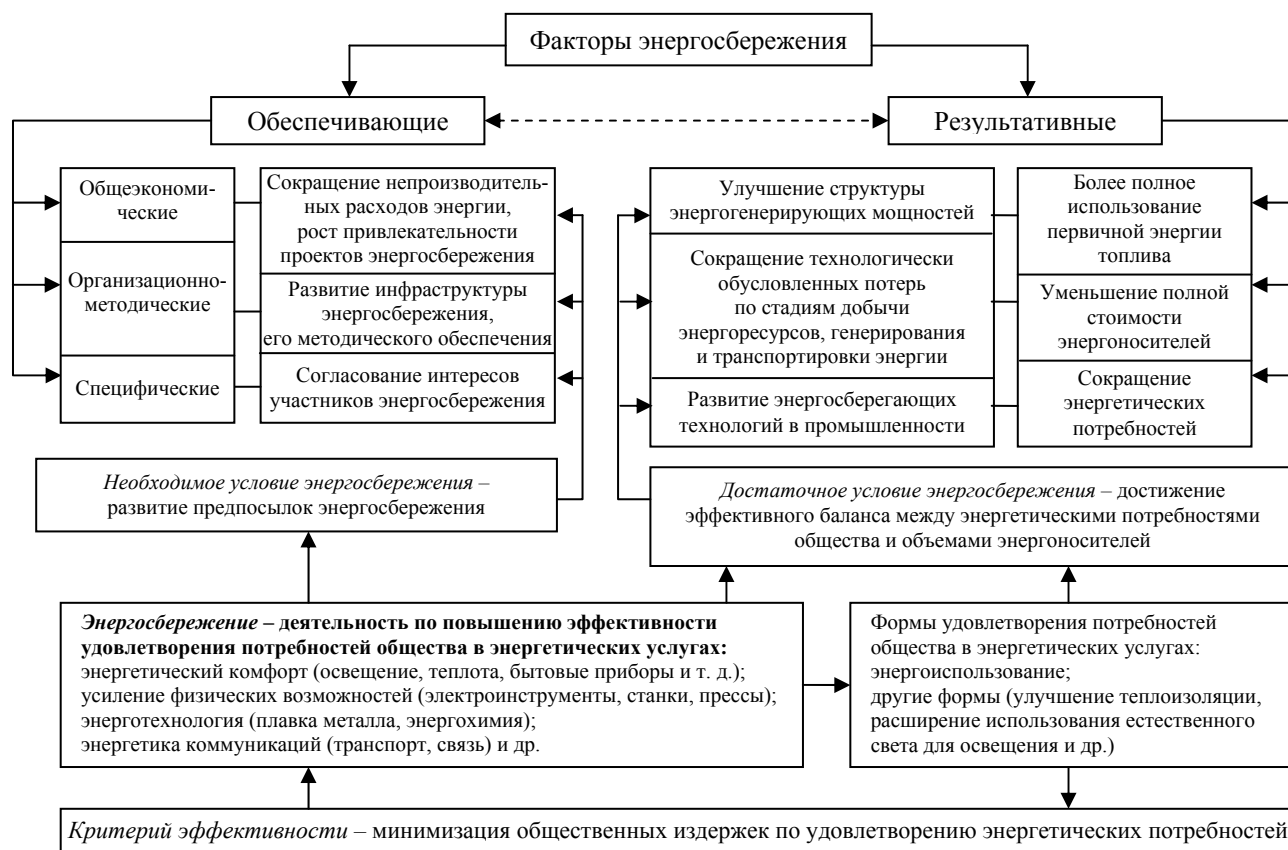 Факторы энергосбережения
Обеспечивающие
Результативные
Общеэкономи-
ческие
Организационно-
методические
Специфические
Сокращение непроизводитель-
ных расходов энергии,
рост привлекательности
проектов энергосбережения
Развитие инфраструктуры
энергосбережения,
его методического обеспечения
Согласование интересов
участников энергосбережения
Улучшение структуры
энергогенерирующих мощностей
Сокращение технологически
обусловленных потерь
по стадиям добычи
энергоресурсов, генерирования
и транспортировки энергии
Развитие энергосберегающих
технологий в промышленности
Более полное
использование
первичной энергии
топлива
Уменьшение полной
стоимости
энергоносителей
Сокращение
энергетических
потребностей
Необходимое условие энергосбережения –
развитие предпосылок энергосбережения
Достаточное условие энергосбережения – достижение
эффективного баланса между энергетическими потребностями
общества и объемами энергоносителей
Энергосбережение – деятельность по повышению эффективности
удовлетворения потребностей общества в энергетических услугах:
энергетический комфорт (освещение, теплота, бытовые приборы и т. д.);
усиление физических возможностей (электроинструменты, станки, прессы);
энерготехнология (плавка металла, энергохимия);
энергетика коммуникаций (транспорт, связь) и др.
Формы удовлетворения потребностей
общества в энергетических услугах:
энергоиспользование;
другие формы (улучшение теплоизоляции,
расширение использования естественного
света для освещения и др.)
Критерий эффективности – минимизация общественных издержек по удовлетворению энергетических потребностей